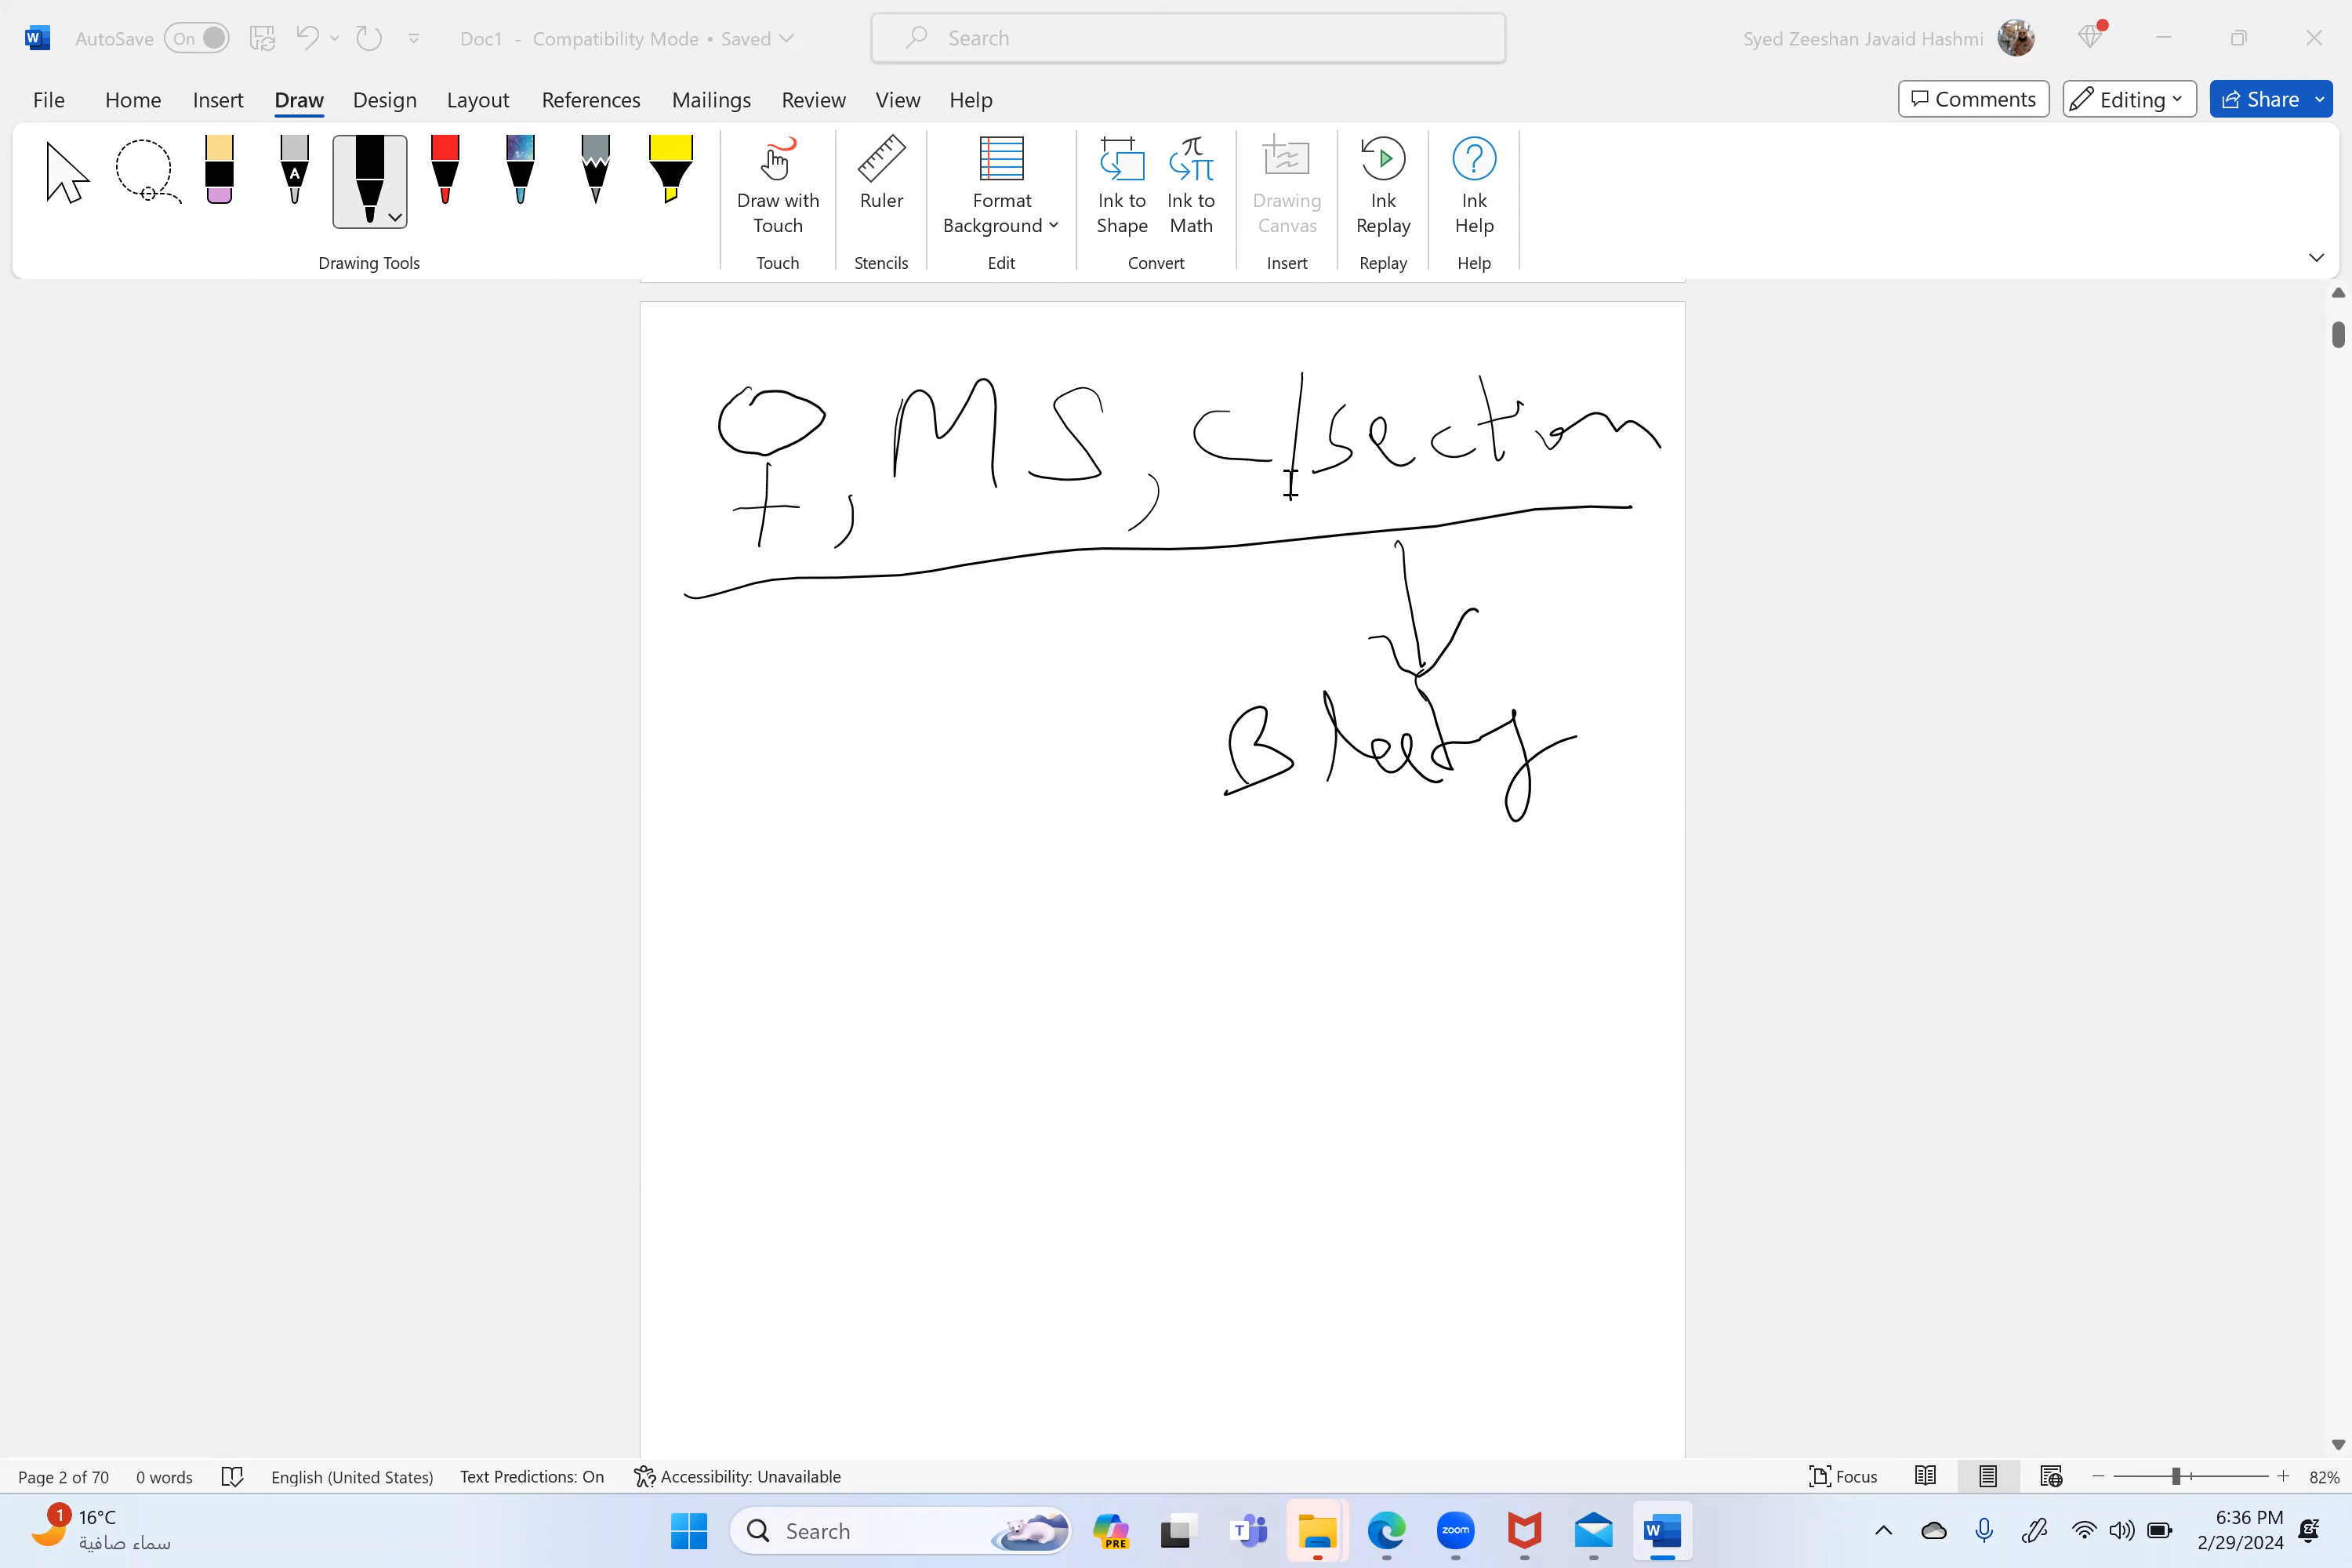 AutoSave On Doc1 - Compatibility Mode • Saved Search Syed Zeeshan Javaid Hashmi
File Home Insert Draw Design Layout References Mailings Review View Help Comments Editing Share
A
Draw with Touch Ruler Format Background Ink to Shape Ink to Math Drawing Canvas Ink Replay Ink Help
Drawing Tools Touch Stencils Edit Convert Insert Replay Help
♀, MS, c/section
Page 2 of 70 0 words English (United States) Text Predictions: On Accessibility: Unavailable Focus 82%
1 16°C Search PRE zoom 6:36 PM
سماء صافية 2/29/2024